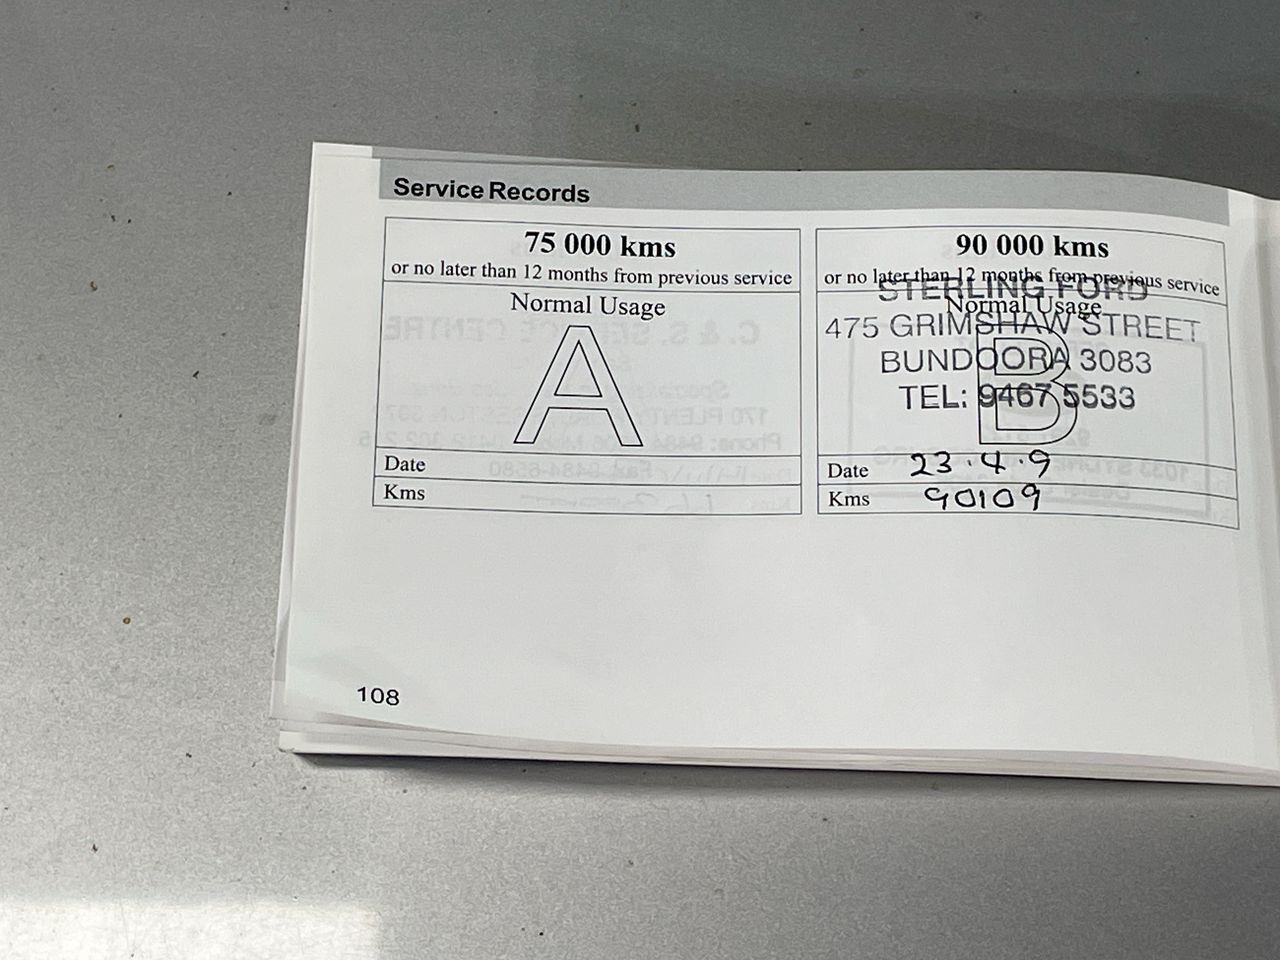 Service Records
75 000 kms
or no later than 12 months from previous service
Normal Usage
A
Date
Kms
90 000 kms
or no later than 12 months from previous service
Normal Usage
B
STERLING FORD
475 GRIMSHAW STREET
BUNDOORA 3083
TEL: 9467 5533
Date 23.4.9
Kms 90109
108